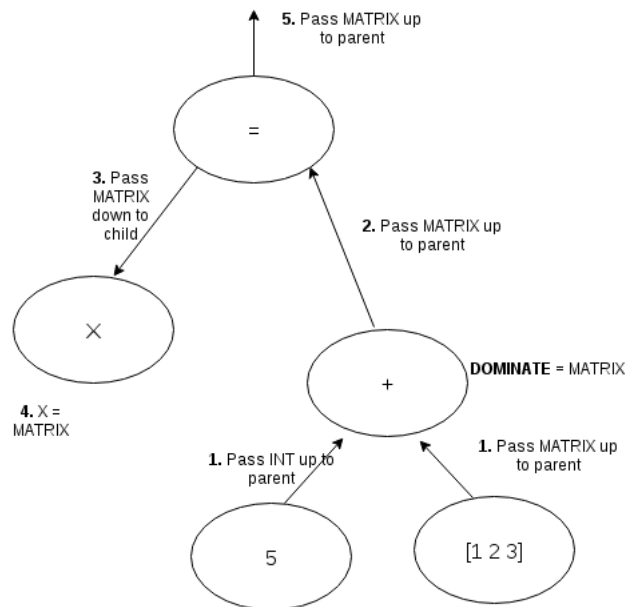 5. Pass MATRIX up
to parent
=
3. Pass
MATRIX
down to
child
2. Pass MATRIX up
to parent
X
4. X =
MATRIX
+
DOMINATE = MATRIX
1. Pass INT up to
parent
1. Pass MATRIX up
to parent
5
[1 2 3]